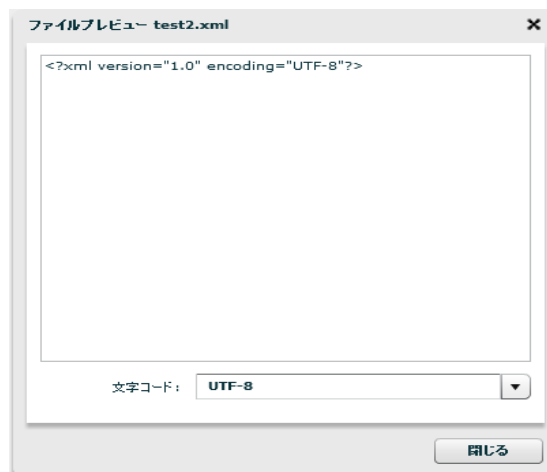 ファイルプレビュー test2.xml
<?xml version="1.0" encoding="UTF-8"?>
文字コード： UTF-8
閉じる